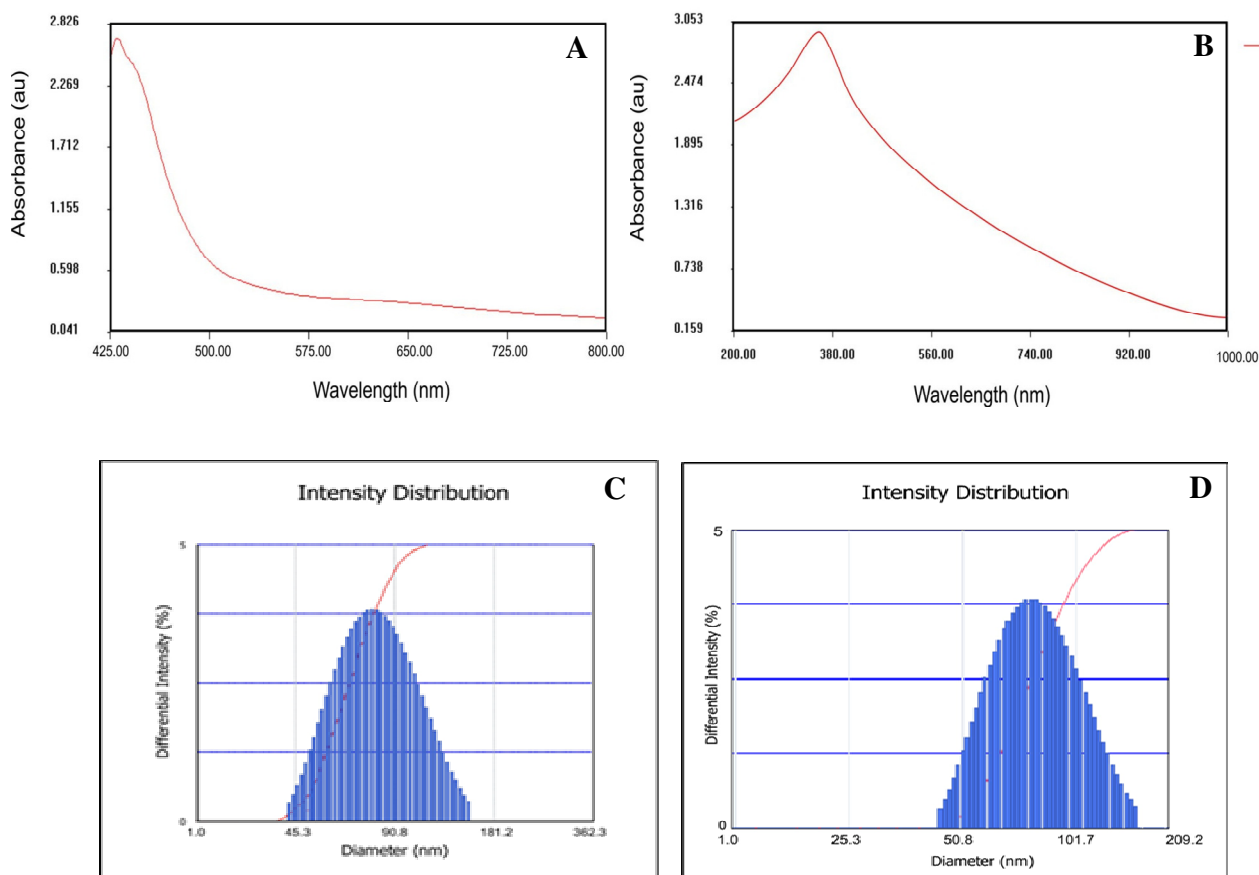 A
Absorbance (au)
2.826
2.269
1.712
1.155
0.598
0.041
425.00 500.00 575.00 650.00 725.00 800.00
Wavelength (nm)
B
Absorbance (au)
3.053
2.474
1.895
1.316
0.738
0.159
200.00 380.00 560.00 740.00 920.00 1000.00
Wavelength (nm)
Intensity Distribution
C
Differential Intensity (%)
5
0
1.0 45.3 90.8 181.2 362.3
Diameter (nm)
Intensity Distribution
D
Differential Intensity (%)
5
0
1.0 25.3 50.8 101.7 209.2
Diameter (nm)